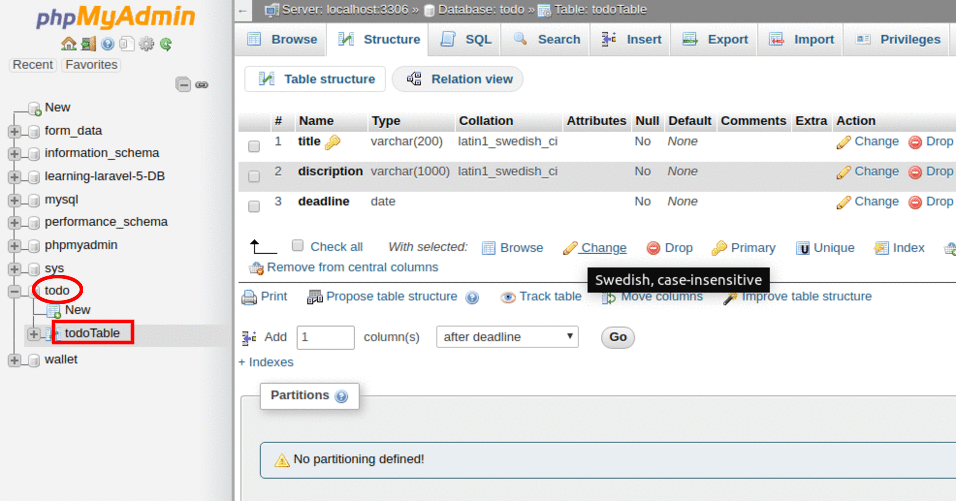 phpMyAdmin
Recent Favorites
New
form_data
information_schema
learning-laravel-5-DB
mysql
performance_schema
phpmyadmin
sys
todo
New
todoTable
wallet
Server: localhost:3306 » Database: todo » Table: todoTable
Browse Structure SQL Search Insert Export Import Privileges
Table structure Relation view
# Name Type Collation Attributes Null Default Comments Extra Action
1 title varchar(200) latin1_swedish_ci No None Change Drop
2 discription varchar(1000) latin1_swedish_ci No None Change Drop
3 deadline date No None Change Drop
Check all With selected: Browse Change Drop Primary Unique Index
Remove from central columns
Swedish, case-insensitive
Print Propose table structure Track table Move columns Improve table structure
Add 1 column(s) after deadline Go
+ Indexes
Partitions
No partitioning defined!